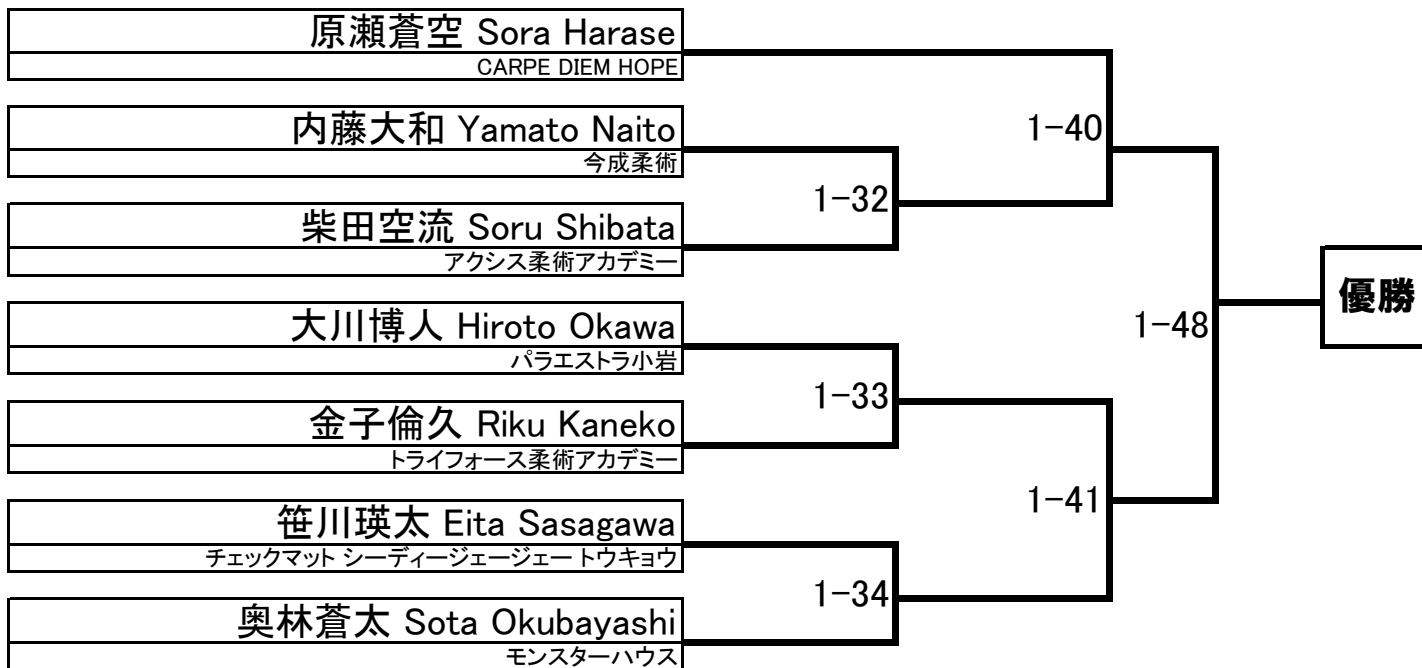 原瀬蒼空 Sora Harase
CARPE DIEM HOPE
内藤大和 Yamato Naito
今成柔術
柴田空流 Soru Shibata
アクシス柔術アカデミー
大川博人 Hiroto Okawa
パラエストラ小岩
金子倫久 Riku Kaneko
トライフォース柔術アカデミー
笹川瑛太 Eita Sasagawa
チェックマット シーディージェージェー トウキョウ
奥林蒼太 Sota Okubayashi
モンスターハウス
1-32
1-33
1-34
1-40
1-41
1-48
優勝